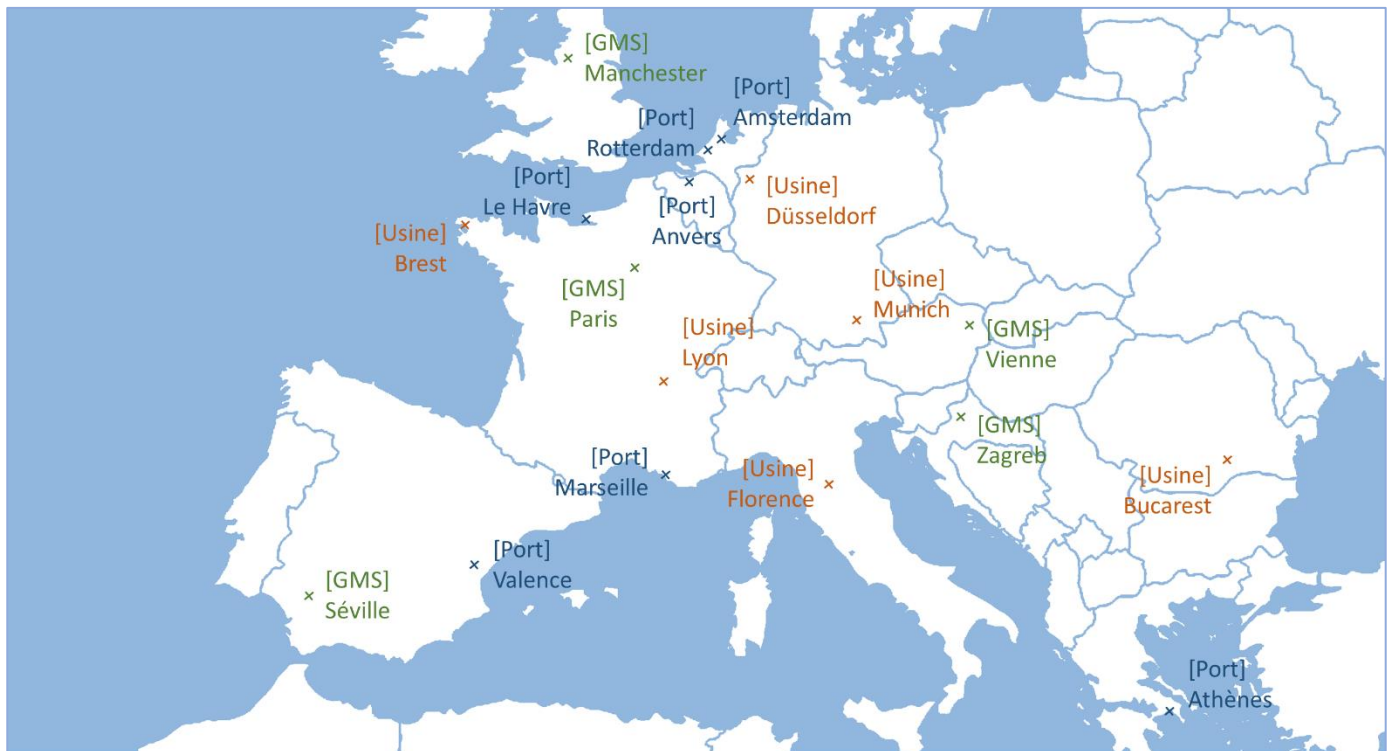 [GMS]
Manchester
[Port]
Amsterdam
[Port]
Rotterdam
[Port]
Le Havre
[Usine]
Düsseldorf
[Port]
Anvers
[Usine]
Brest
[GMS]
Paris
[Usine]
Munich
[GMS]
Vienne
[Usine]
Lyon
[GMS]
Zagreb
[Port]
Marseille
[Usine]
Florence
[Usine]
Bucarest
[Port]
Valence
[GMS]
Séville
[Port]
Athènes